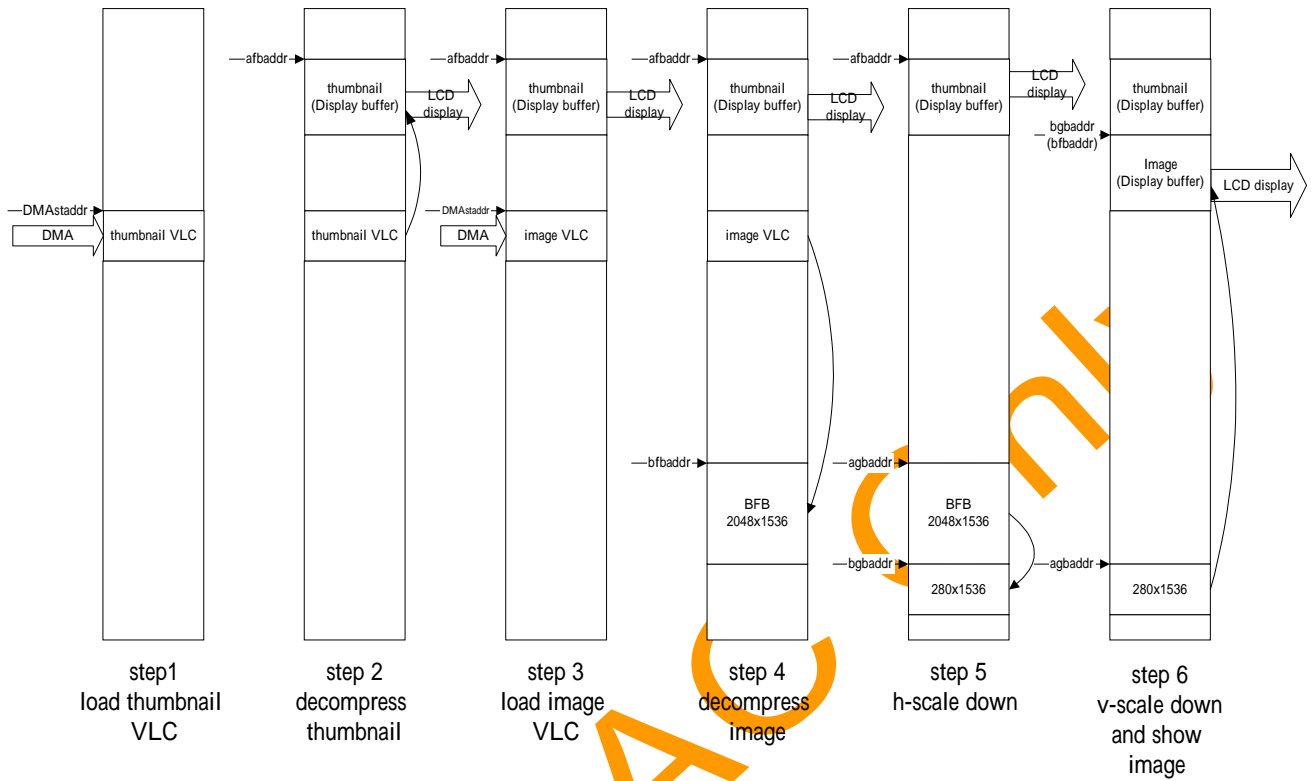 afbaddr
thumbnail
(Display buffer)
LCD
display
afbaddr
thumbnail
(Display buffer)
LCD
display
afbaddr
thumbnail
(Display buffer)
LCD
display
afbaddr
thumbnail
(Display buffer)
LCD
display
thumbnail
(Display buffer)
bgbaddr
(bfbaddr)
Image
(Display buffer)
LCD display
DMAstaddr
DMA
thumbnail VLC
thumbnail VLC
DMAstaddr
DMA
image VLC
image VLC
bfbaddr
BFB
2048x1536
agbaddr
BFB
2048x1536
bgbaddr
280x1536
agbaddr
280x1536
step1
load thumbnail
VLC
step 2
decompress
thumbnail
step 3
load image
VLC
step 4
decompress
image
step 5
h-scale down
step 6
v-scale down
and show
image